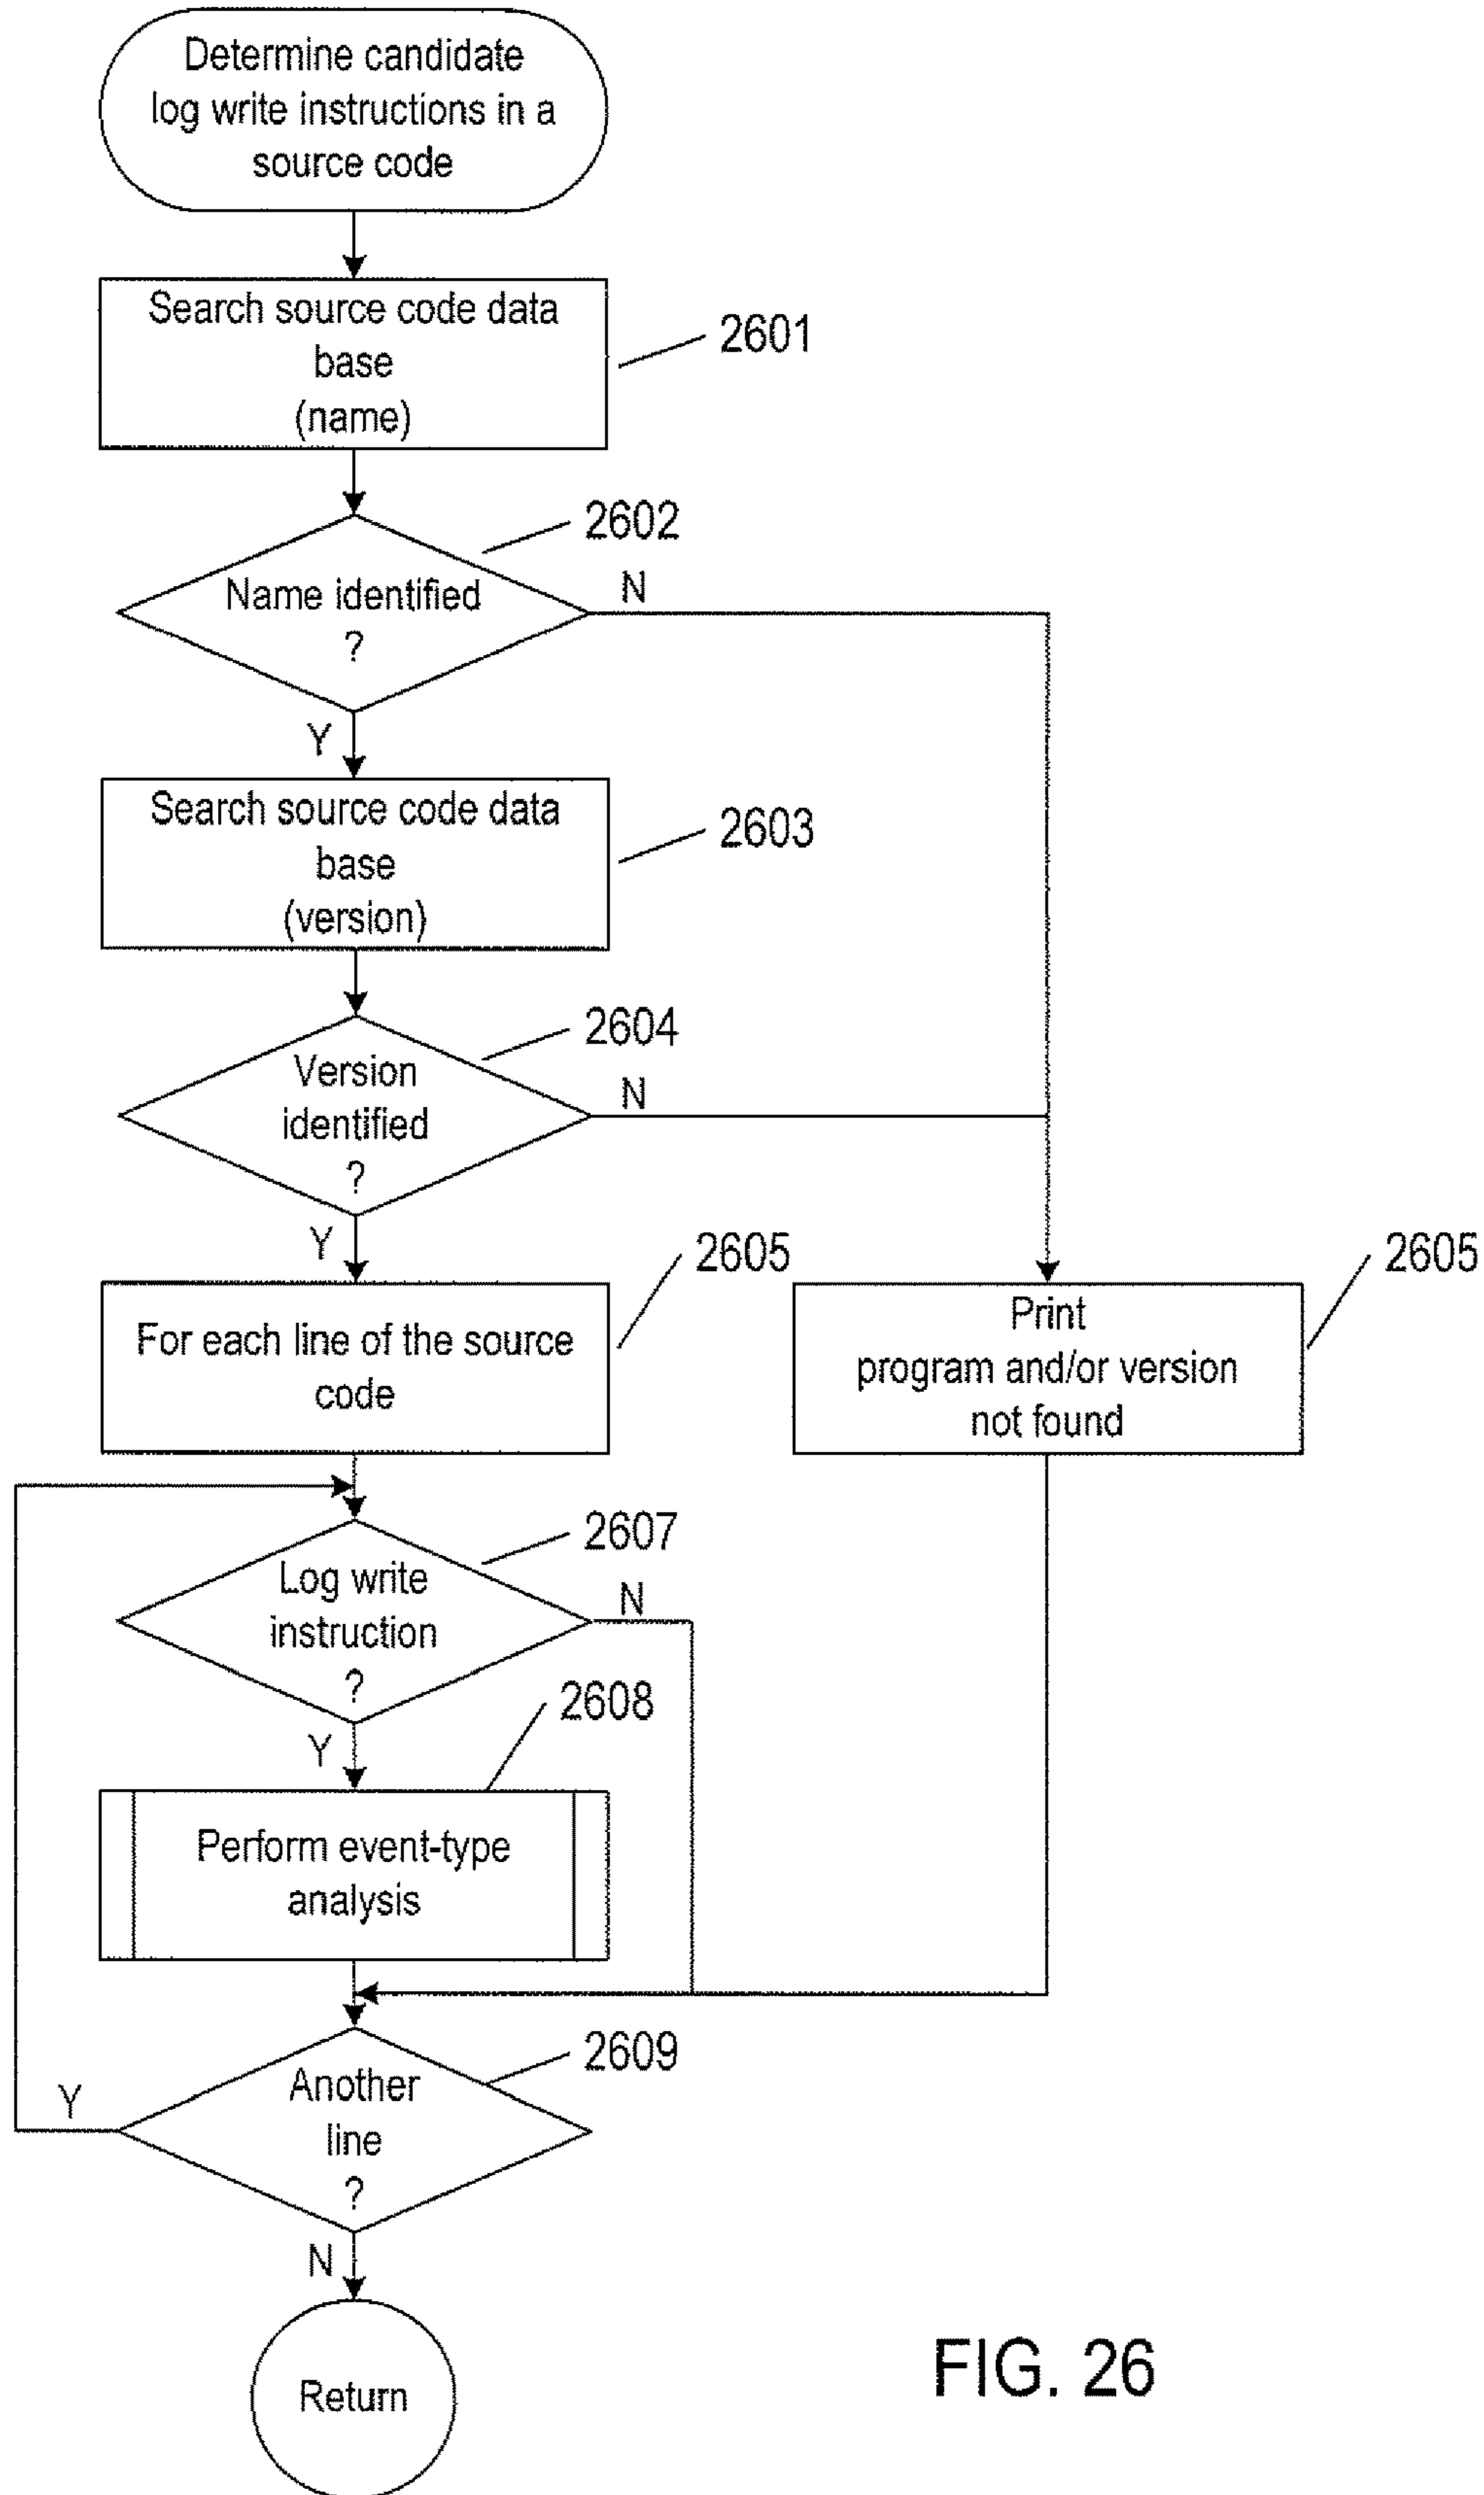 Determine candidate
log write instructions in a
source code
Search source code data
base
(name)
2601
2602
Name identified
?
N
Y
Search source code data
base
(version)
2603
2604
Version
identified
?
N
Y
2605
For each line of the source
code
2605
Print
program and/or version
not found
2607
Log write
instruction
?
N
Y
2608
Perform event-type
analysis
2609
Another
line
?
Y
N
Return
FIG. 26